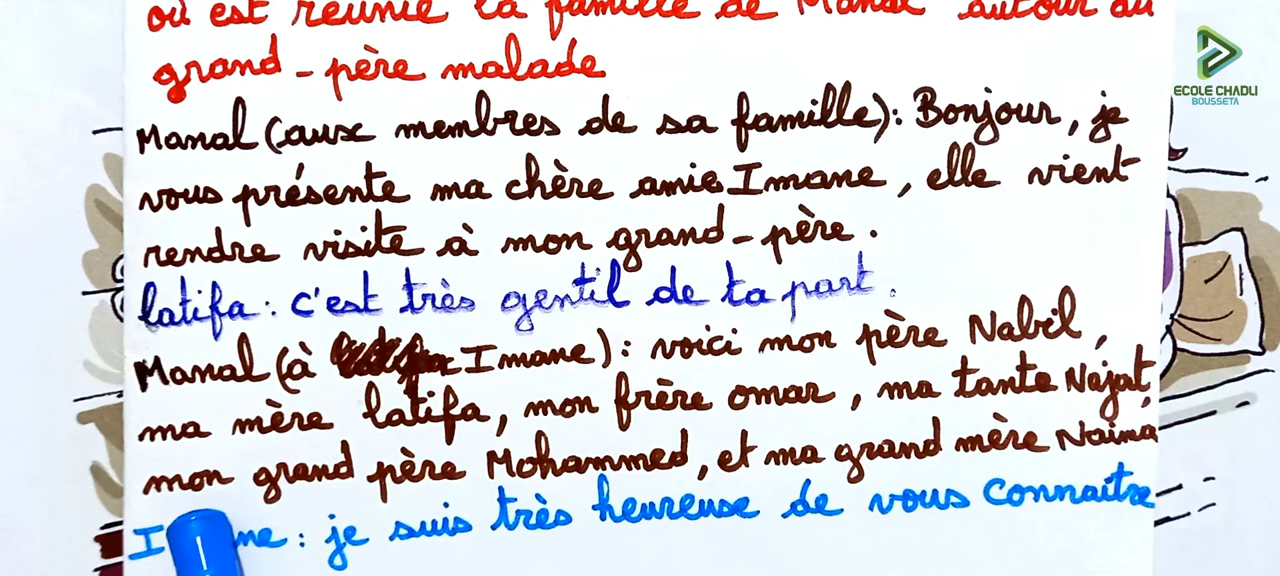 où est réunie la famille de Manal autour du
grand-père malade
Manal (aux membres de sa famille): Bonjour, je
vous présente ma chère amie Imane, elle vient
rendre visite à mon grand-père.
latifa: c'est très gentil de ta part.
Manal (à Imane): voici mon père Nabil,
ma mère latifa, mon frère omar, ma tante Najat,
mon grand père Mohammed, et ma grand mère Naima
je suis très heureuse de vous connaitre
ECOLE CHADLI
BOUSSETA